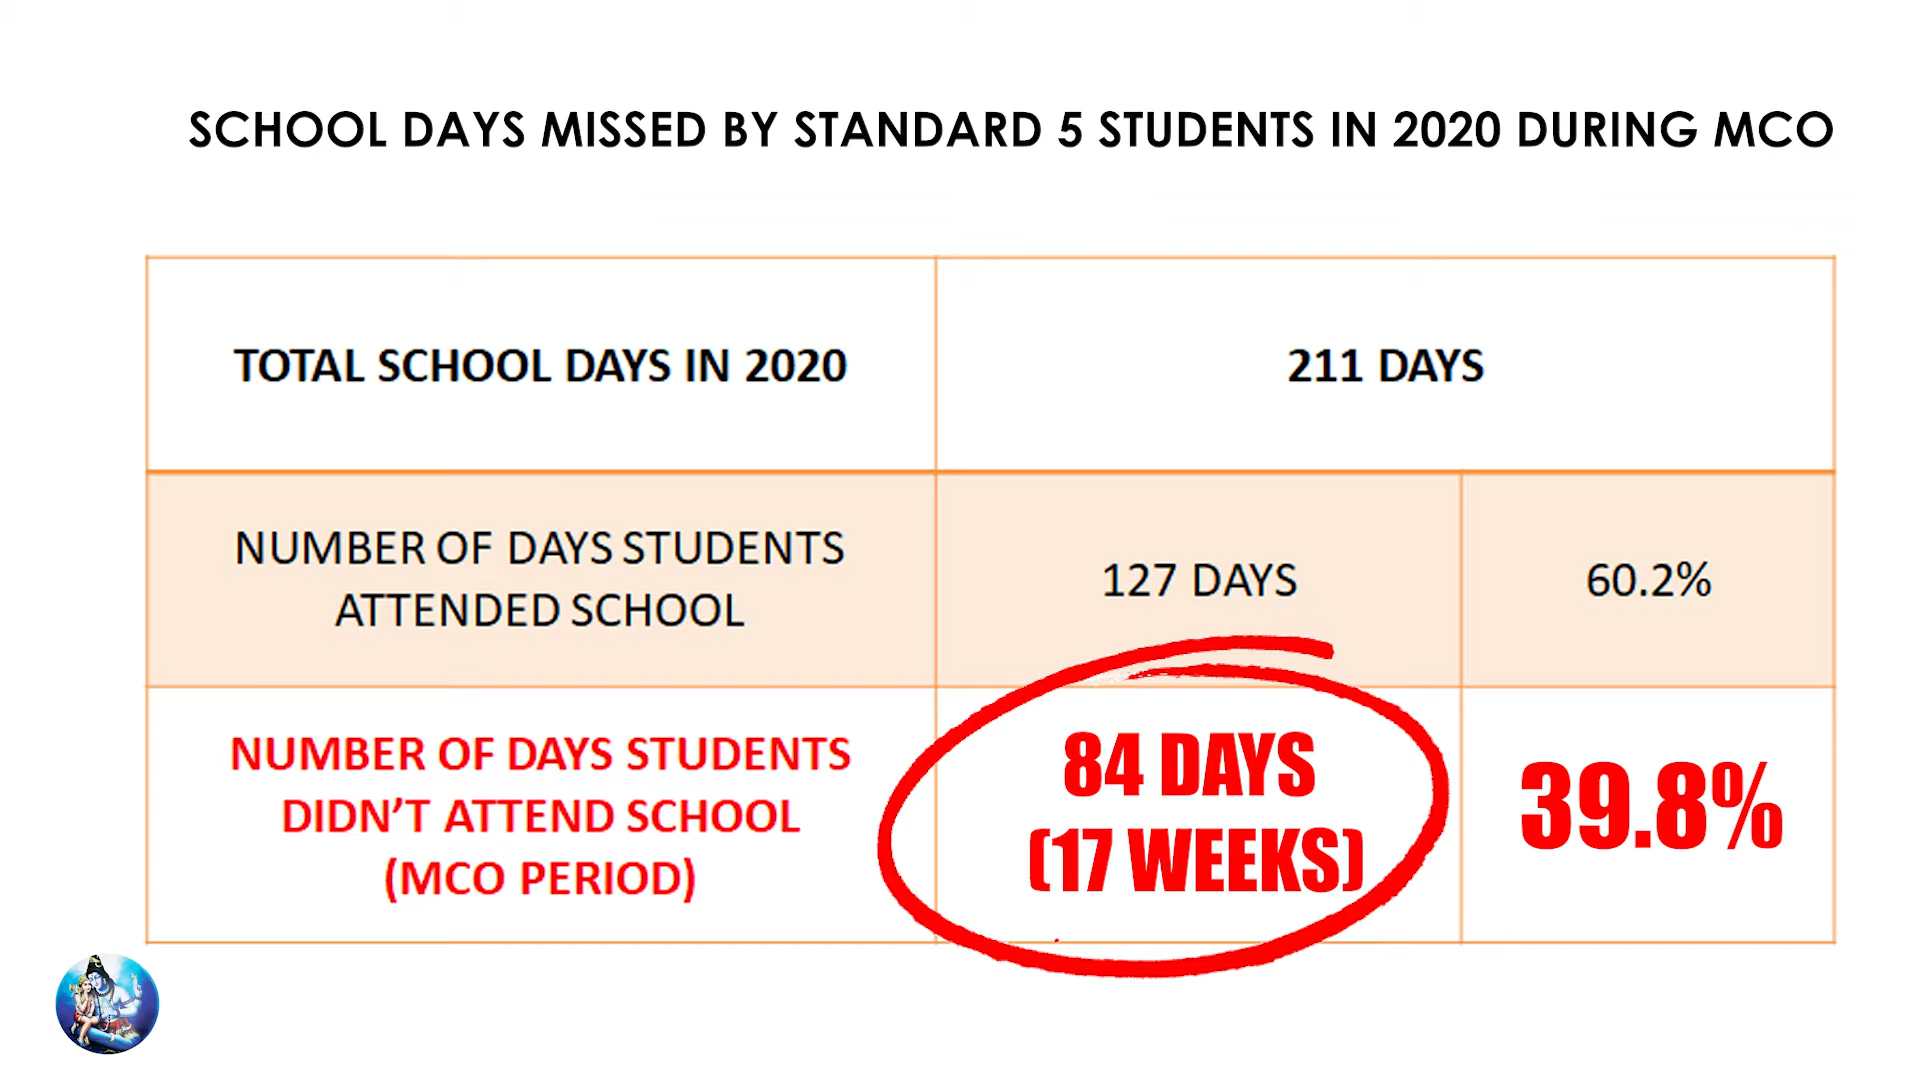 SCHOOL DAYS MISSED BY STANDARD 5 STUDENTS IN 2020 DURING MCO
TOTAL SCHOOL DAYS IN 2020
211 DAYS
NUMBER OF DAYS STUDENTS
ATTENDED SCHOOL
127 DAYS
60.2%
NUMBER OF DAYS STUDENTS
DIDN’T ATTEND SCHOOL
(MCO PERIOD)
84 DAYS
(17 WEEKS)
39.8%